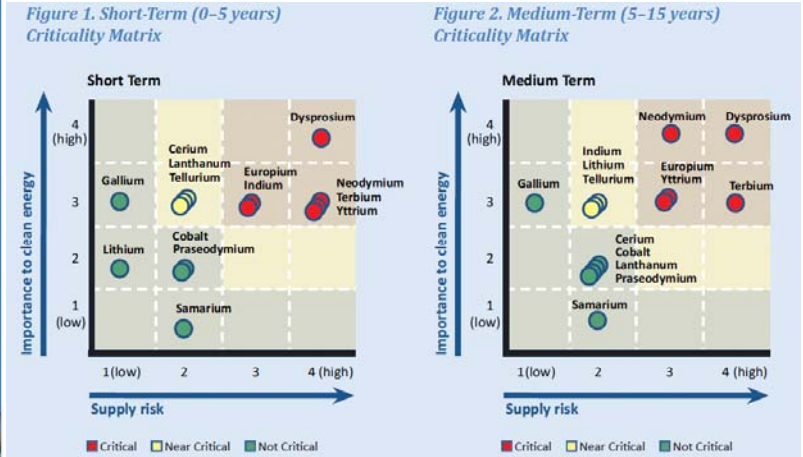 Figure 1. Short-Term (0–5 years)
Criticality Matrix
Short Term
Importance to clean energy
4
(high)
3
2
1
(low)
Dysprosium
Cerium
Lanthanum
Tellurium
Gallium
Europium
Indium
Neodymium
Terbium
Yttrium
Lithium
Cobalt
Praseodymium
Samarium
1(low)
2
3
4 (high)
Supply risk
Critical
Near Critical
Not Critical
Figure 2. Medium-Term (5–15 years)
Criticality Matrix
Medium Term
Importance to clean energy
4
(high)
3
2
1
(low)
Neodymium
Dysprosium
Indium
Lithium
Tellurium
Gallium
Europium
Yttrium
Terbium
Cerium
Cobalt
Lanthanum
Praseodymium
Samarium
1(low)
2
3
4 (high)
Supply risk
Critical
Near Critical
Not Critical